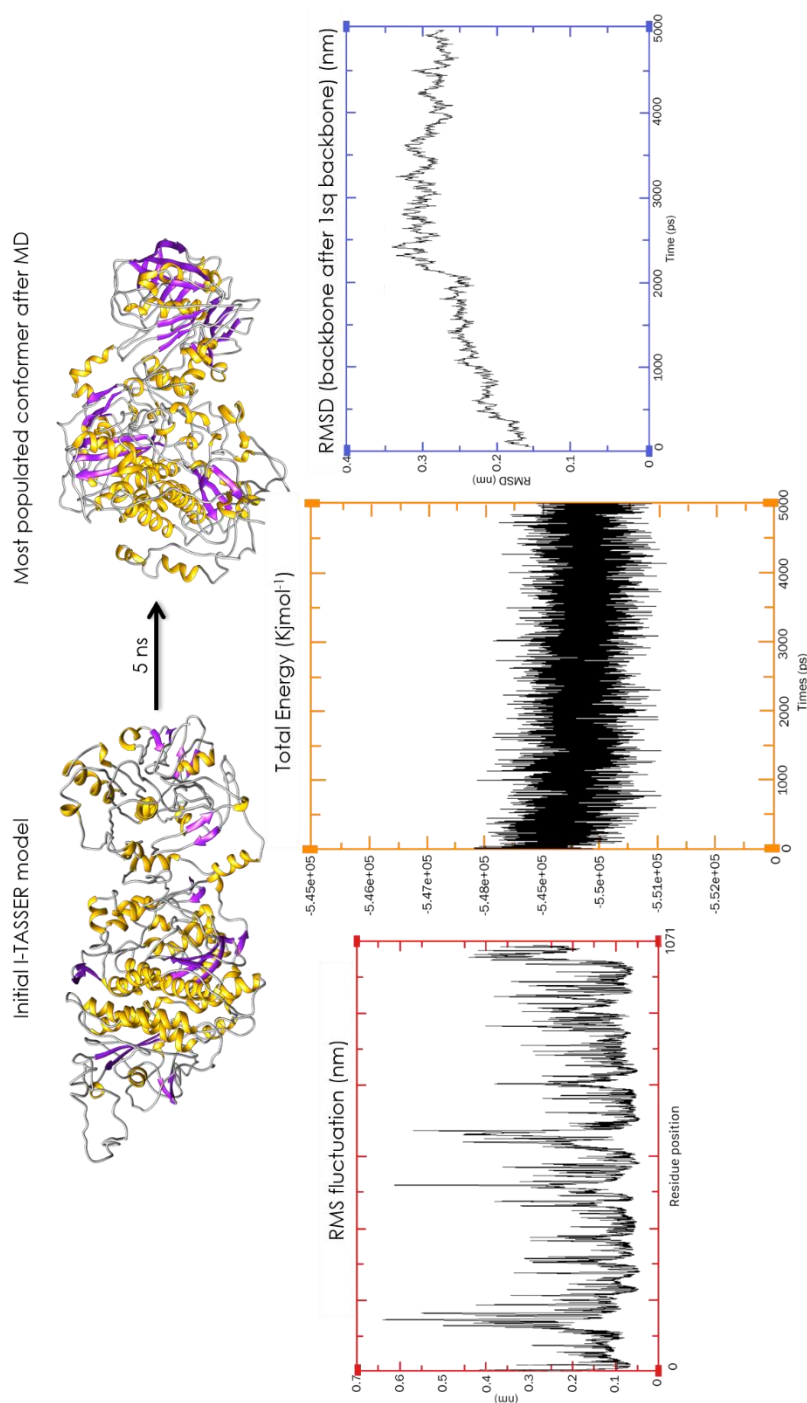 Initial I-TASSER model
5 ns
Most populated conformer after MD
RMS fluctuation (nm)
0.7
0.6
0.5
0.4
0.3
0.2
0.1
0
(nm)
0
1071
Residue position
Total Energy (Kjmol-1)
-5.45e+05
-5.46e+05
-5.47e+05
-5.48e+05
-5.45e+05
-5.5e+05
-5.51e+05
-5.52e+05
0
0
1000
2000
3000
4000
5000
Times (ps)
RMSD (backbone after 1sq backbone) (nm)
0.4
0.3
0.2
0.1
0
RMSD (nm)
0
1000
2000
3000
4000
5000
Time (ps)